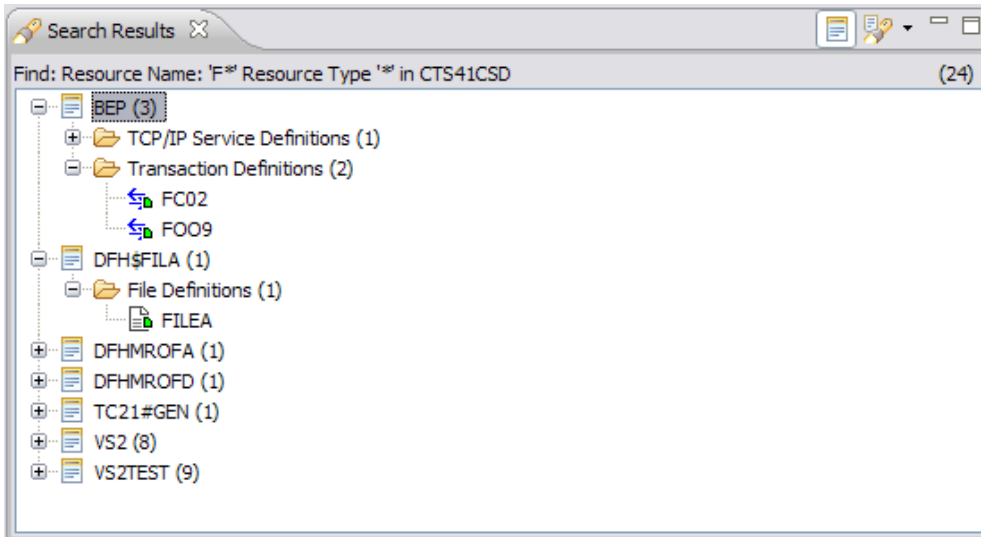 Search Results
Find: Resource Name: 'F*' Resource Type '*' in CTS41CSD (24)
BEP (3)
TCP/IP Service Definitions (1)
Transaction Definitions (2)
FC02
FOO9
DFH$FILA (1)
File Definitions (1)
FILEA
DFHMROFA (1)
DFHMROFD (1)
TC21#GEN (1)
VS2 (8)
VS2TEST (9)